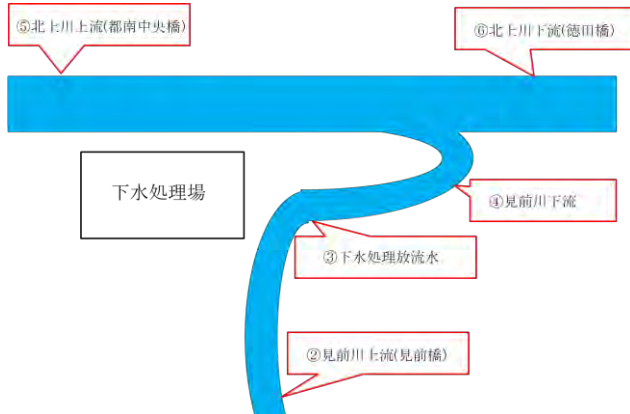 ⑤北上川上流(都南中央橋)
⑥北上川下流(徳田橋)
下水処理場
④見前川下流
③下水処理放流水
②見前川上流(見前橋)